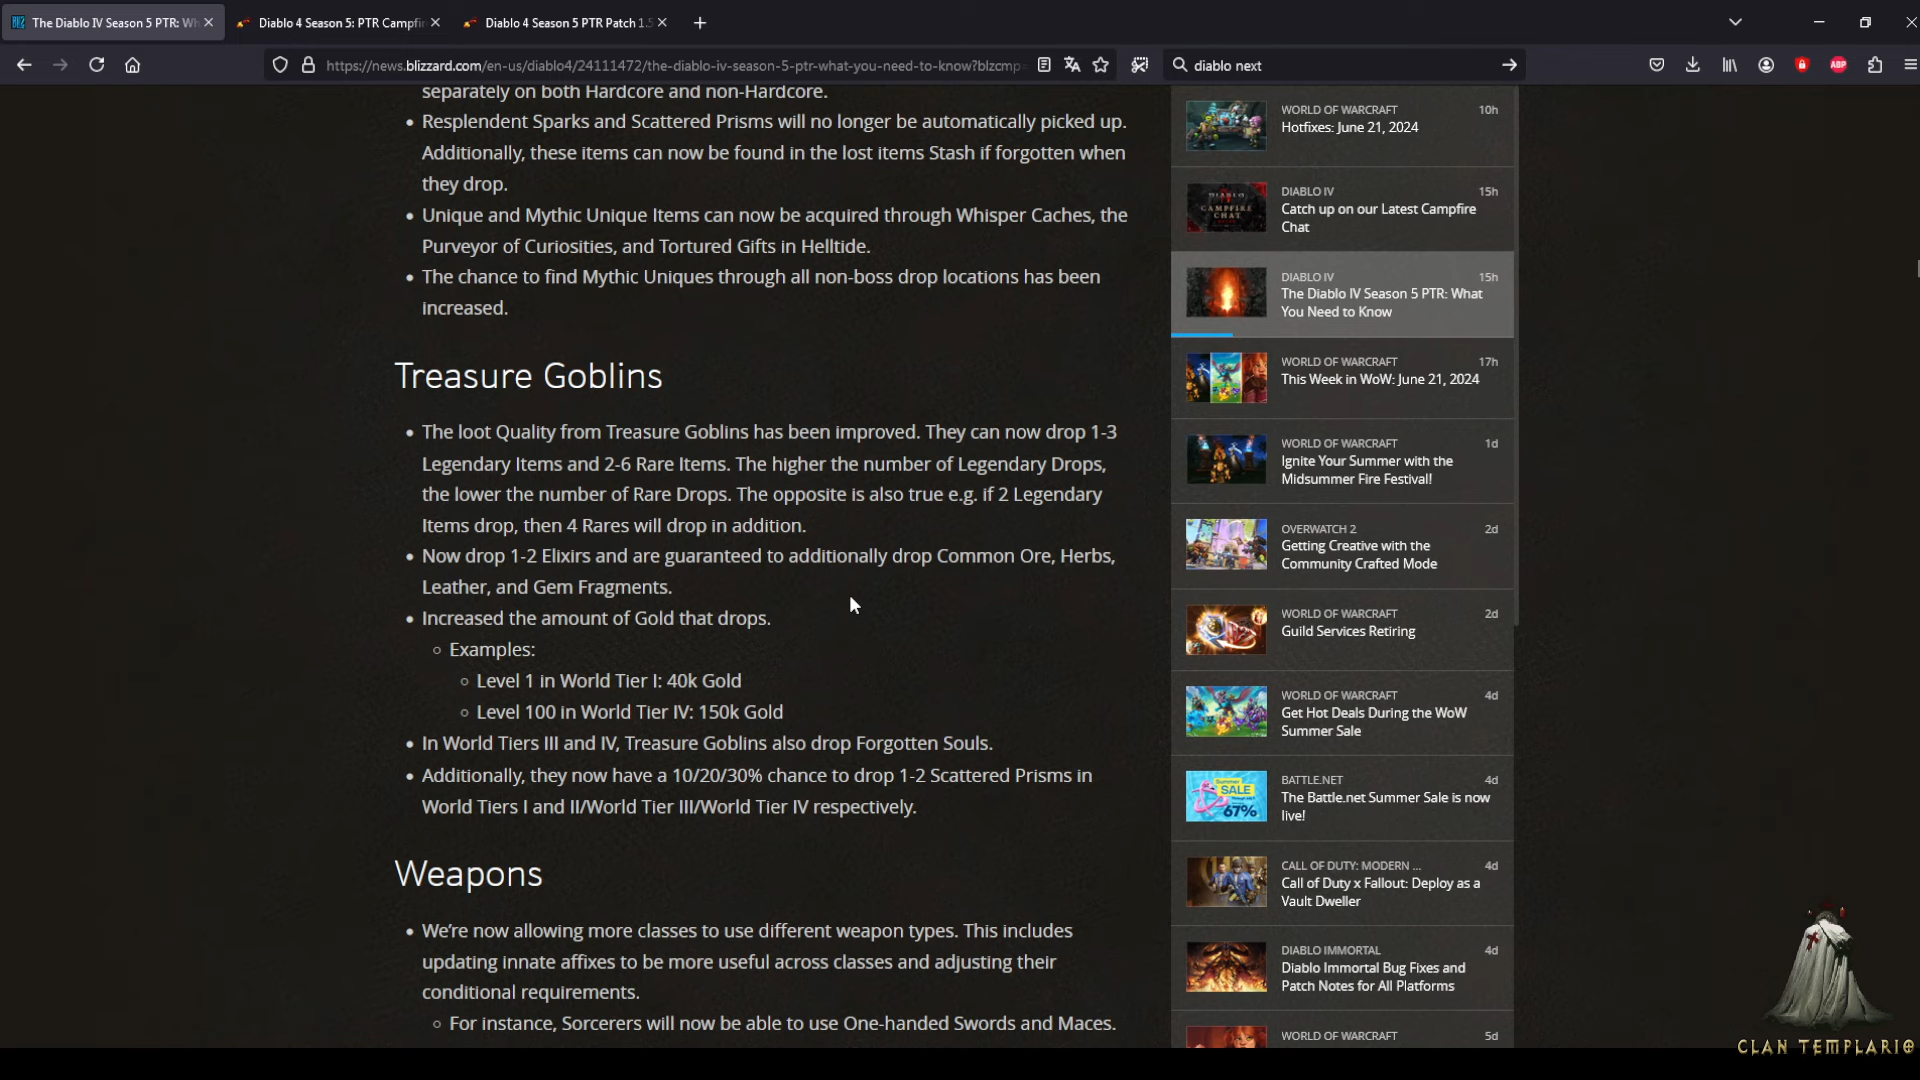 The Diablo IV Season 5 PTR: Wh
Diablo 4 Season 5: PTR Campfir
Diablo 4 Season 5 PTR Patch 1.5
https://news.blizzard.com/en-us/diablo4/24111472/the-diablo-iv-season-5-ptr-what-you-need-to-know?blzcmp
diablo next
ABP
separately on both Hardcore and non-Hardcore.
• Resplendent Sparks and Scattered Prisms will no longer be automatically picked up.
Additionally, these items can now be found in the lost items Stash if forgotten when
they drop.
• Unique and Mythic Unique Items can now be acquired through Whisper Caches, the
Purveyor of Curiosities, and Tortured Gifts in Helltide.
• The chance to find Mythic Uniques through all non-boss drop locations has been
increased.
Treasure Goblins
• The loot Quality from Treasure Goblins has been improved. They can now drop 1-3
Legendary Items and 2-6 Rare Items. The higher the number of Legendary Drops,
the lower the number of Rare Drops. The opposite is also true e.g. if 2 Legendary
Items drop, then 4 Rares will drop in addition.
• Now drop 1-2 Elixirs and are guaranteed to additionally drop Common Ore, Herbs,
Leather, and Gem Fragments.
• Increased the amount of Gold that drops.
○ Examples:
○ Level 1 in World Tier I: 40k Gold
○ Level 100 in World Tier IV: 150k Gold
• In World Tiers III and IV, Treasure Goblins also drop Forgotten Souls.
• Additionally, they now have a 10/20/30% chance to drop 1-2 Scattered Prisms in
World Tiers I and II/World Tier III/World Tier IV respectively.
Weapons
• We're now allowing more classes to use different weapon types. This includes
updating innate affixes to be more useful across classes and adjusting their
conditional requirements.
○ For instance, Sorcerers will now be able to use One-handed Swords and Maces.
WORLD OF WARCRAFT 10h
Hotfixes: June 21, 2024
DIABLO IV 15h
Catch up on our Latest Campfire
Chat
DIABLO
CAMPFIRE
CHAT
DIABLO IV 15h
The Diablo IV Season 5 PTR: What
You Need to Know
WORLD OF WARCRAFT 17h
This Week in WoW: June 21, 2024
WORLD OF WARCRAFT 1d
Ignite Your Summer with the
Midsummer Fire Festival!
OVERWATCH 2 2d
Getting Creative with the
Community Crafted Mode
WORLD OF WARCRAFT 2d
Guild Services Retiring
WORLD OF WARCRAFT 4d
Get Hot Deals During the WoW
Summer Sale
BATTLE.NET 4d
The Battle.net Summer Sale is now
live!
SALE
67%
CALL OF DUTY: MODERN ... 4d
Call of Duty x Fallout: Deploy as a
Vault Dweller
DIABLO IMMORTAL 4d
Diablo Immortal Bug Fixes and
Patch Notes for All Platforms
WORLD OF WARCRAFT 5d
CLAN TEMPLARIO